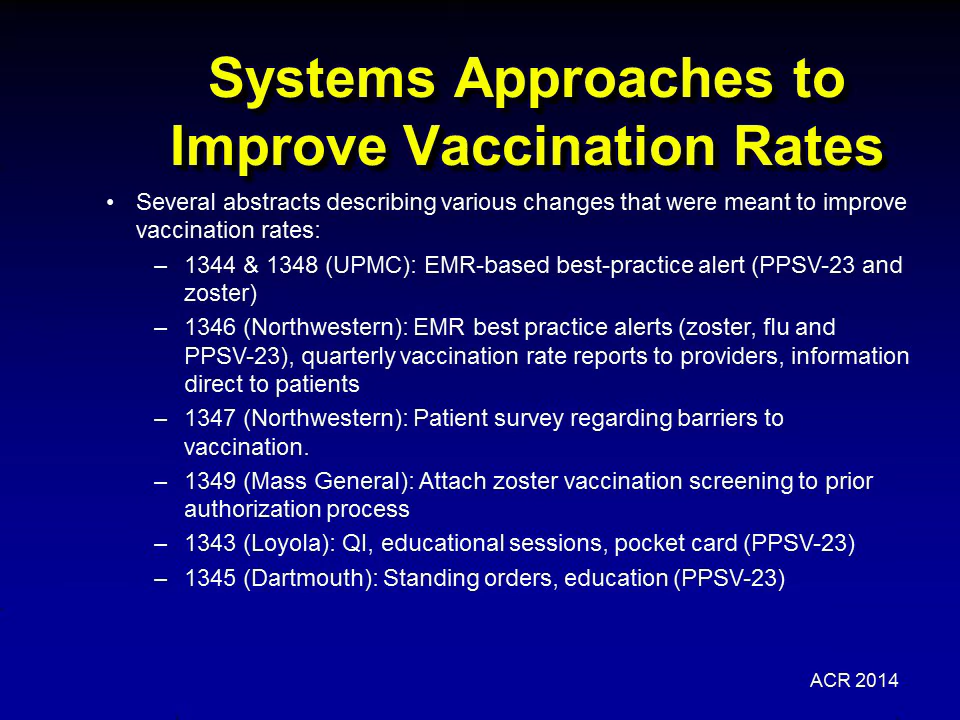 Systems Approaches to
Improve Vaccination Rates
• Several abstracts describing various changes that were meant to improve
vaccination rates:
– 1344 & 1348 (UPMC): EMR-based best-practice alert (PPSV-23 and
zoster)
– 1346 (Northwestern): EMR best practice alerts (zoster, flu and
PPSV-23), quarterly vaccination rate reports to providers, information
direct to patients
– 1347 (Northwestern): Patient survey regarding barriers to
vaccination.
– 1349 (Mass General): Attach zoster vaccination screening to prior
authorization process
– 1343 (Loyola): QI, educational sessions, pocket card (PPSV-23)
– 1345 (Dartmouth): Standing orders, education (PPSV-23)
ACR 2014